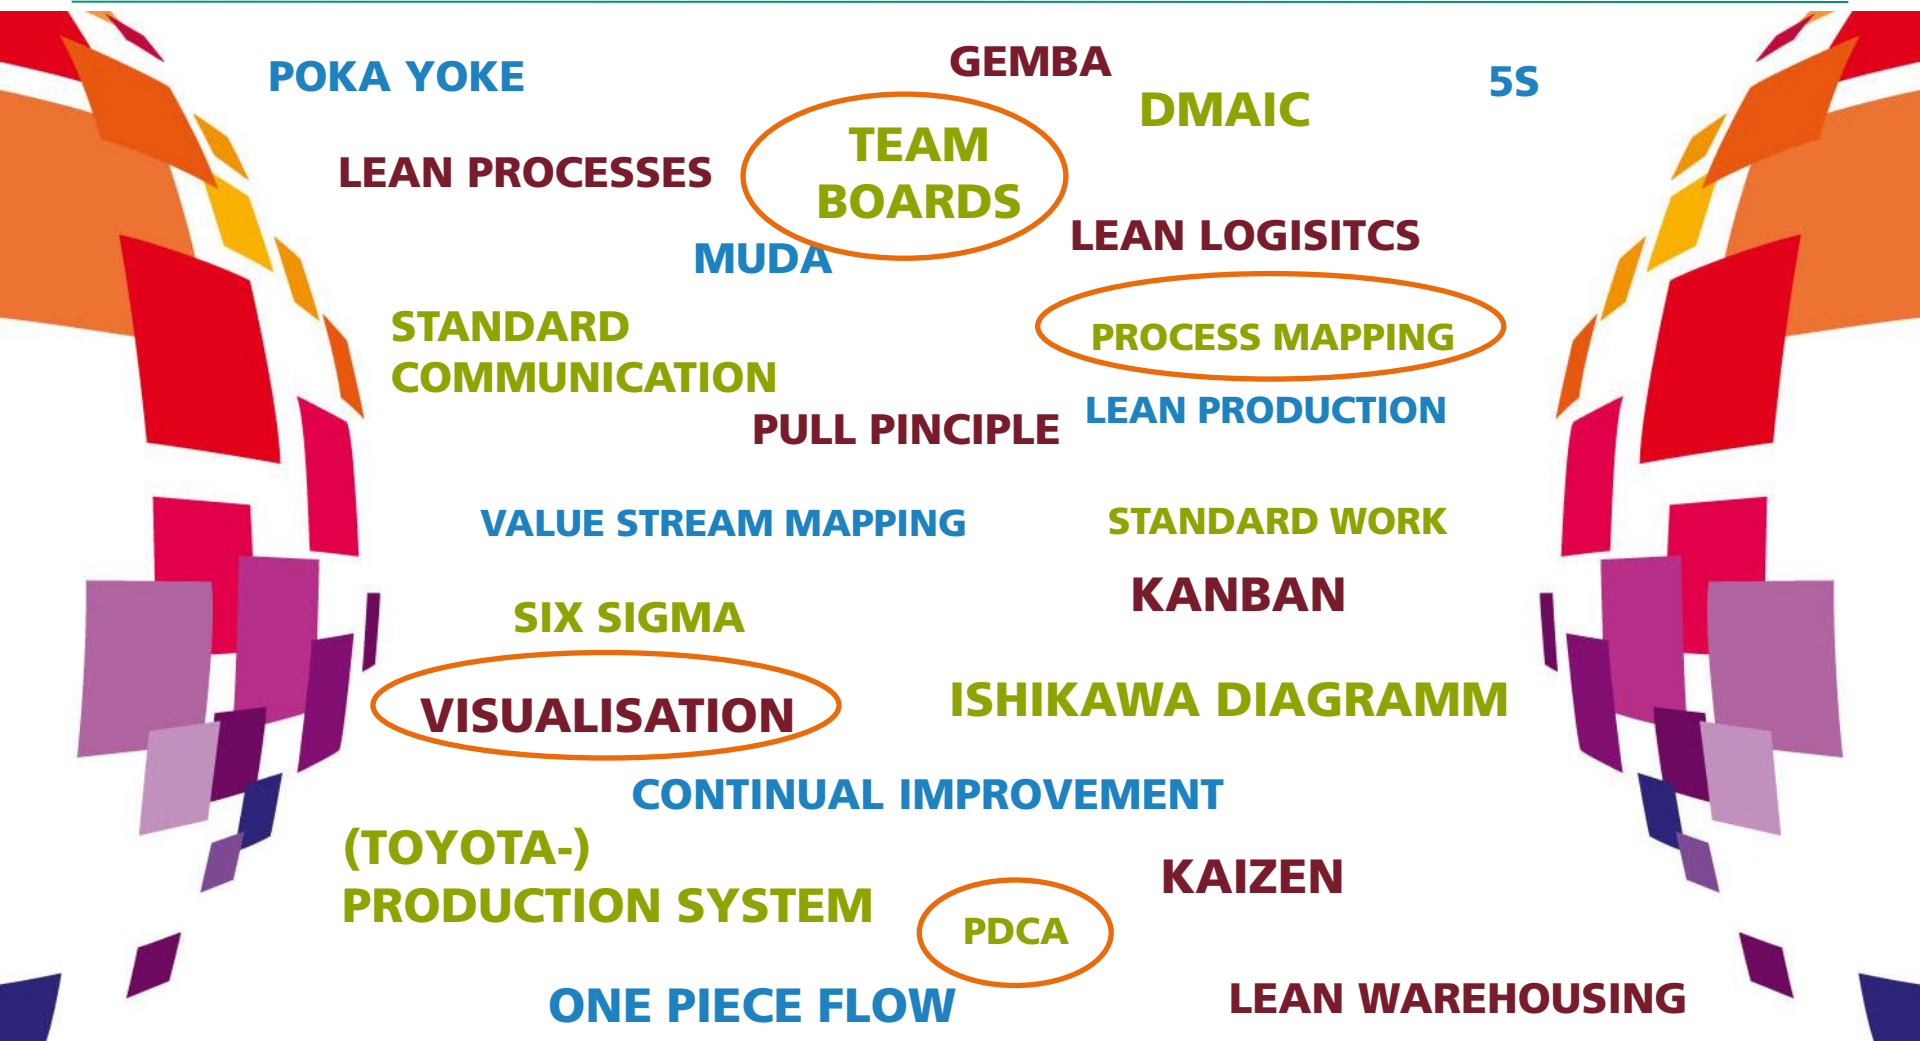 POKA YOKE
GEMBA
5S
DMAIC
TEAM
BOARDS
LEAN PROCESSES
LEAN LOGISITCS
MUDA
STANDARD
COMMUNICATION
PROCESS MAPPING
PULL PINCIPLE
LEAN PRODUCTION
VALUE STREAM MAPPING
STANDARD WORK
KANBAN
SIX SIGMA
VISUALISATION
ISHIKAWA DIAGRAMM
CONTINUAL IMPROVEMENT
(TOYOTA-)
PRODUCTION SYSTEM
KAIZEN
PDCA
ONE PIECE FLOW
LEAN WAREHOUSING